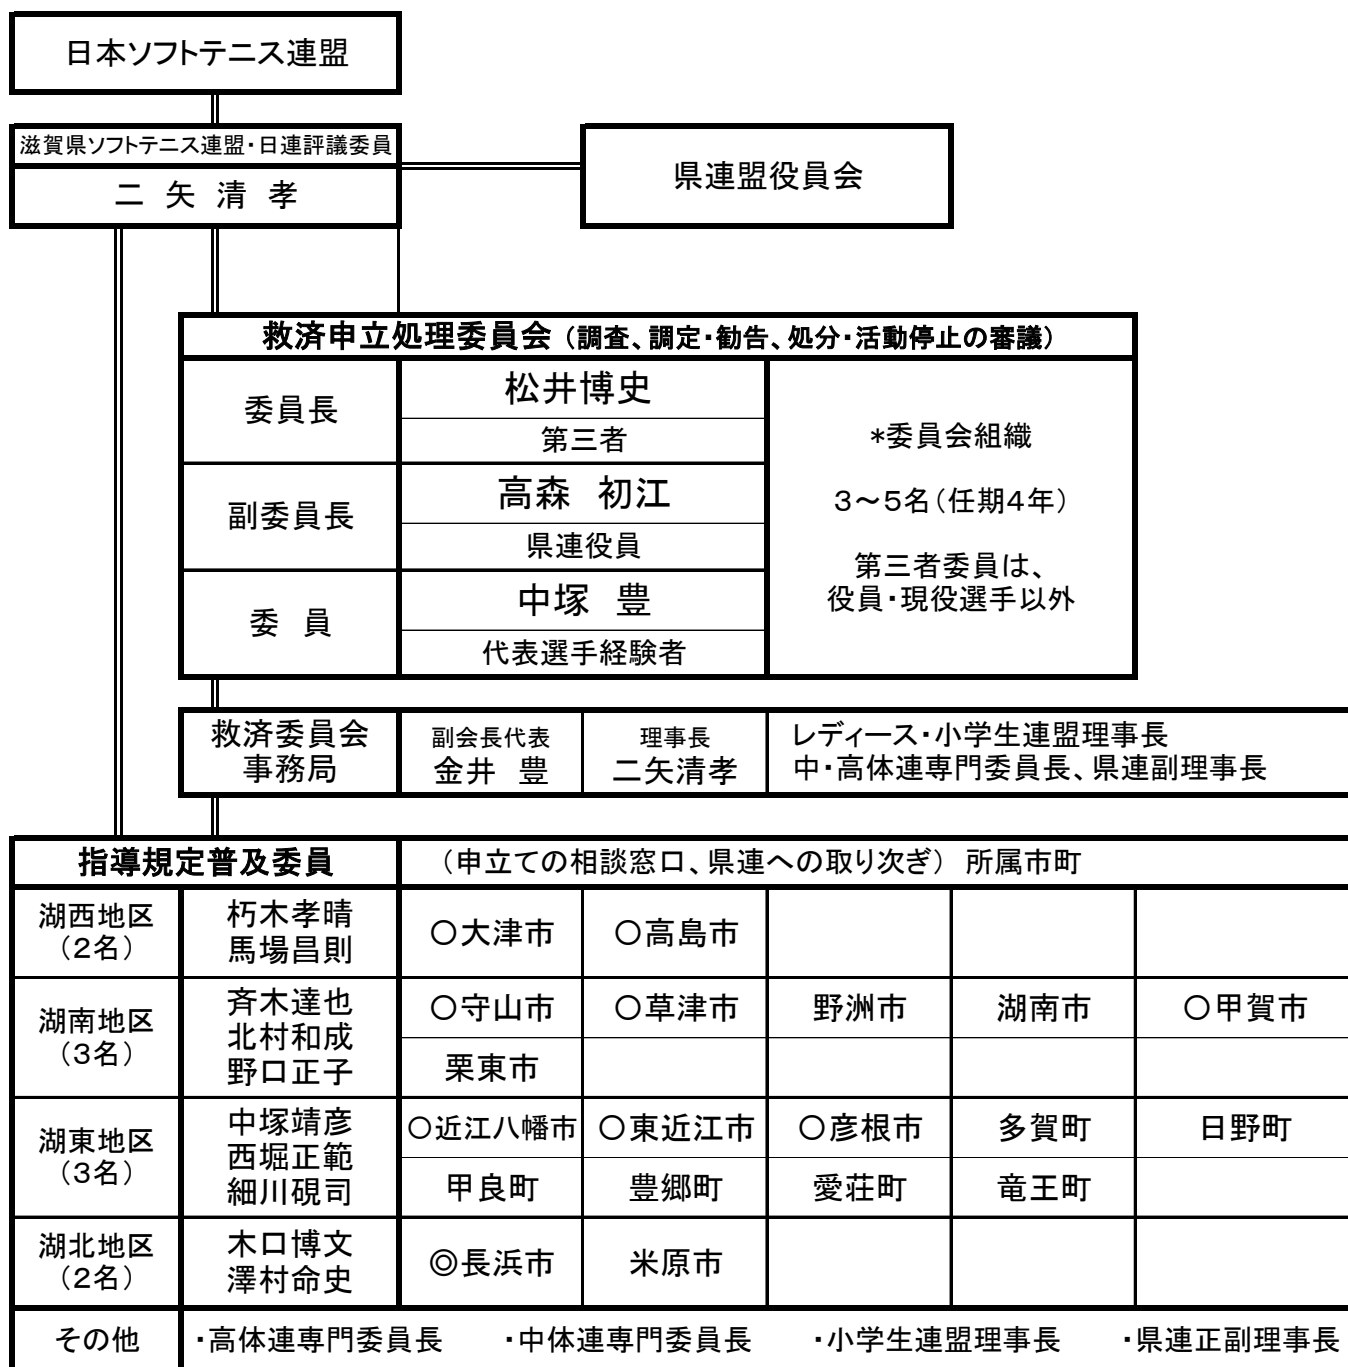 日本ソフトテニス連盟
滋賀県ソフトテニス連盟・日連評議委員
二 矢 清 孝
県連盟役員会
救済申立処理委員会（調査、調定・勧告、処分・活動停止の審議）
委員長
松井博史
第三者
副委員長
高森 初江
県連役員
委 員
中塚 豊
代表選手経験者
*委員会組織
3～5名（任期4年）
第三者委員は、
役員・現役選手以外
救済委員会
事務局
副会長代表
金井 豊
理事長
二矢清孝
レディース・小学生連盟理事長
中・高体連専門委員長、県連副理事長
指導規定普及委員
（申立ての相談窓口、県連への取り次ぎ） 所属市町
湖西地区
（2名）
朽木孝晴
馬場昌則
○大津市 ○高島市
湖南地区
（3名）
斉木達也
北村和成
野口正子
○守山市 ○草津市 野洲市 湖南市 ○甲賀市
栗東市
湖東地区
（3名）
中塚靖彦
西堀正範
細川硯司
○近江八幡市 ○東近江市 ○彦根市 多賀町 日野町
甲良町 豊郷町 愛荘町 竜王町
湖北地区
（2名）
木口博文
澤村命史
◎長浜市 米原市
その他
・高体連専門委員長 ・中体連専門委員長 ・小学生連盟理事長 ・県連正副理事長